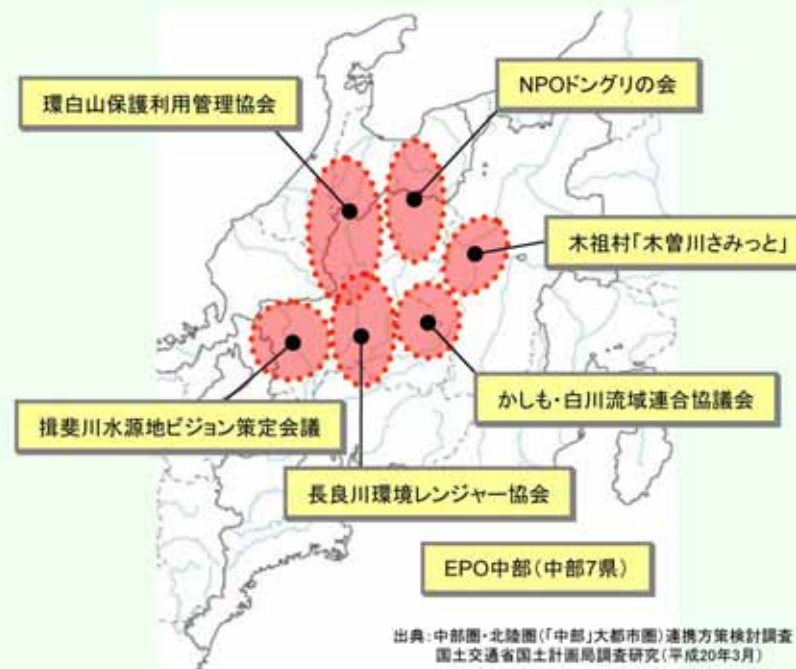 環白山保護利用管理協会
NPOドングリの会
木祖村「木曽川さみっと」
かしも・白川流域連合協議会
揖斐川水源地ビジョン策定会議
長良川環境レンジャー協会
EPO中部(中部7県)
出典:中部圏・北陸圏(「中部」大都市圏)連携方策検討調査
国土交通省国土計画局調査研究(平成20年3月)